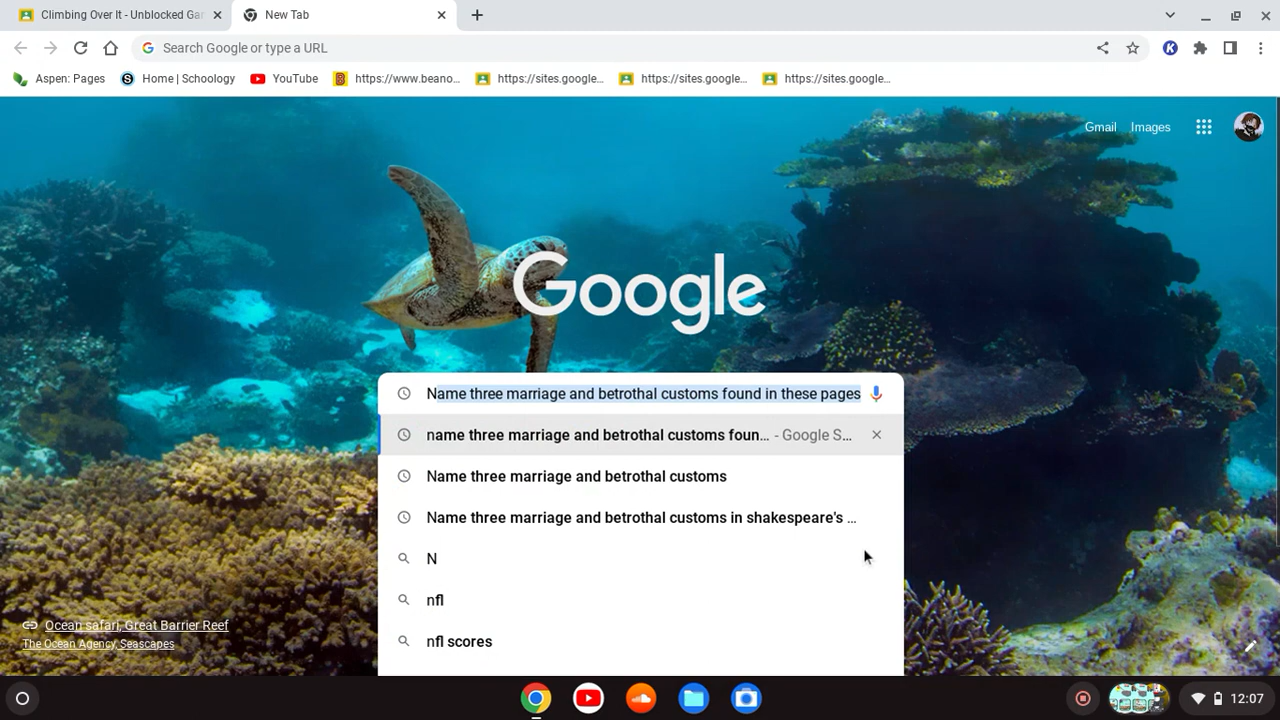 Climbing Over It - Unblocked Gar
New Tab
Search Google or type a URL
Aspen: Pages
Home | Schoology
YouTube
https://www.beano...
https://sites.google...
https://sites.google...
https://sites.google...
Gmail Images
Google
Name three marriage and betrothal customs found in these pages
name three marriage and betrothal customs foun... - Google S...
Name three marriage and betrothal customs
Name three marriage and betrothal customs in shakespeare's ...
N
nfl
nfl scores
Ocean safari, Great Barrier Reef
The Ocean Agency, Seascapes
12:07